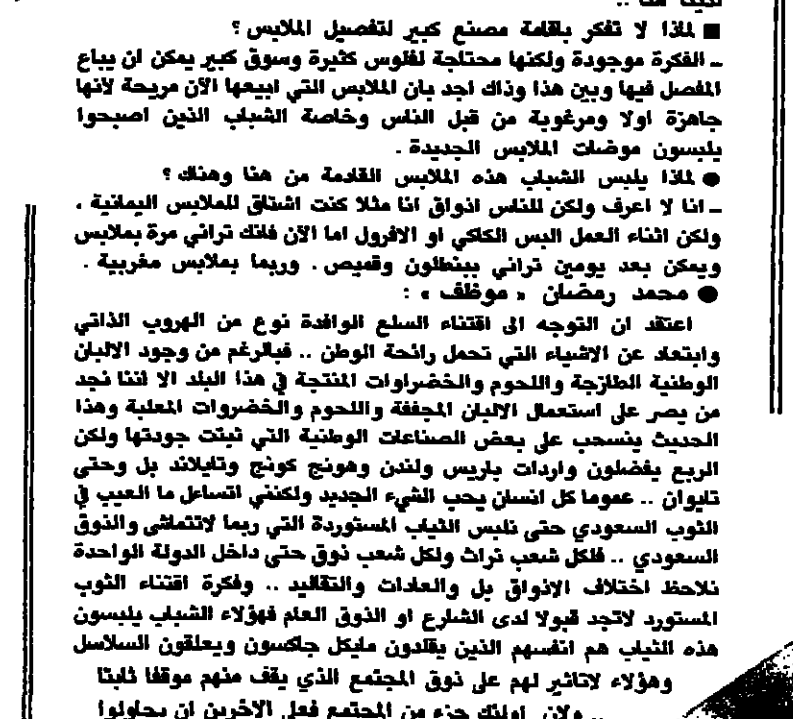 ■ لماذا لا تفكر باقامة مصنع كبير لتفصيل الملابس ؟
ـ الفكرة موجودة ولكنها محتاجة لفلوس كثيرة وسوق كبير يمكن ان يباع
المفصل فيها وبين هذا وذاك اجد بان الملابس التي ابيعها الآن مريحة لأنها
جاهزة اولا ومرغوبة من قبل الناس وخاصة الشباب الذين اصبحوا
يلبسون موضات الملابس الجديدة .
● لماذا يلبس الشباب هذه الملابس القادمة من هنا وهناك ؟
ـ انا لا اعرف ولكن للناس اذواق انا مثلا كنت اشتاق للملابس اليمانية ،
ولكن اثناء العمل البس الكاكي او الافرول اما الآن فانك تراني مرة بملابس
ويمكن بعد يومين تراني ببنطلون وقميص . وربما بملابس مغربية .
● محمد رمضان « موظف » :
اعتقد ان التوجه الى اقتناء السلع الوافدة نوع من الهروب الذاتي
وابتعاد عن الاشياء التي تحمل رائحة الوطن .. فبالرغم من وجود الالبان
الوطنية الطازجة واللحوم والخضراوات المنتجة في هذا البلد الا اننا نجد
من يصر على استعمال الالبان المجففة واللحوم والخضروات المعلبة وهذا
الحديث ينسحب على بعض الصناعات الوطنية التي ثبتت جودتها ولكن
الربع يفضلون واردات باريس ولندن وهونج كونج وتايلاند بل وحتى
تايوان .. عموما كل انسان يحب الشيء الجديد ولكنني اتساءل ما العيب في
الثوب السعودي حتى نلبس الثياب المستوردة التي ربما لاتتماشى والذوق
السعودي .. فلكل شعب تراث ولكل شعب ذوق حتى داخل الدولة الواحدة
نلاحظ اختلاف الاذواق بل والعادات والتقاليد .. وفكرة اقتناء الثوب
المستورد لاتجد قبولا لدى الشارع او الذوق العام فهؤلاء الشباب يلبسون
هذه الثياب هم انفسهم الذين يقلدون مايكل جاكسون ويعلقون السلاسل
وهؤلاء لاتاثير لهم على ذوق المجتمع الذي يقف منهم موقفا ثابتا
.. ولان اولئك جزء من المجتمع فعلى الاخرين ان يحاولوا